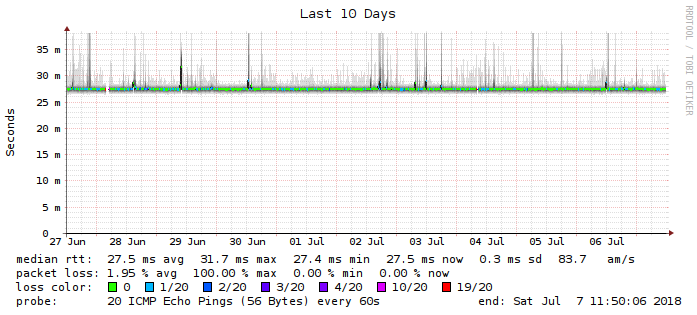 Last 10 Days
RRDTOOL / TOBI OETIKER
Seconds
35 m
30 m
25 m
20 m
15 m
10 m
5 m
0
27 Jun 28 Jun 29 Jun 30 Jun 01 Jul 02 Jul 03 Jul 04 Jul 05 Jul 06 Jul
median rtt: 27.5 ms avg 31.7 ms max 27.4 ms min 27.5 ms now 0.3 ms sd 83.7 am/s
packet loss: 1.95 % avg 100.00 % max 0.00 % min 0.00 % now
loss color: 0 1/20 2/20 3/20 4/20 10/20 19/20
probe: 20 ICMP Echo Pings (56 Bytes) every 60s end: Sat Jul 7 11:50:06 2018